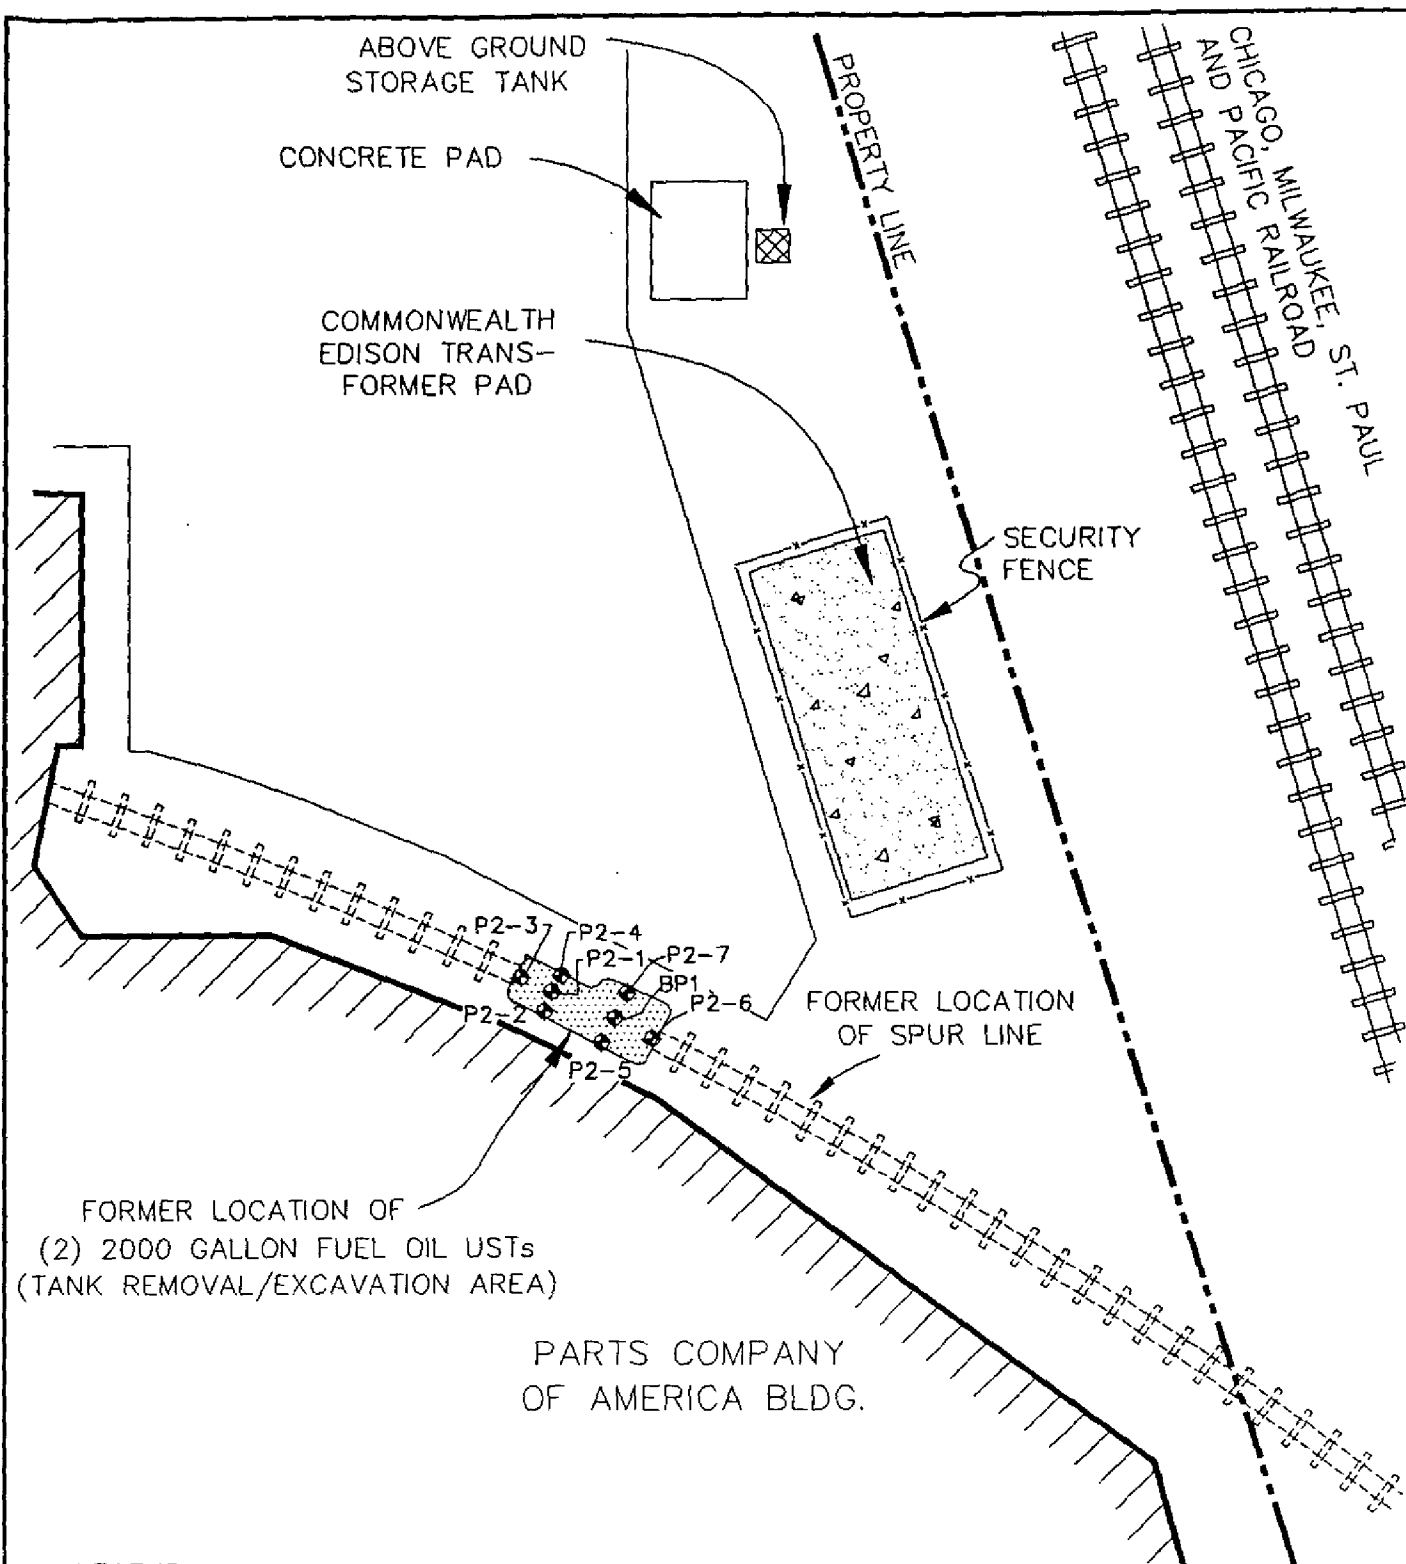 ABOVE GROUND
STORAGE TANK
CONCRETE PAD
PROPERTY LINE
CHICAGO, MILWAUKEE, ST. PAUL
AND PACIFIC RAILROAD
COMMONWEALTH
EDISON TRANS-
FORMER PAD
SECURITY
FENCE
P2-3
P2-4
P2-1
P2-7
BP1
P2-6
P2-2
P2-5
FORMER LOCATION
OF SPUR LINE
FORMER LOCATION OF
(2) 2000 GALLON FUEL OIL USTs
(TANK REMOVAL/EXCAVATION AREA)
PARTS COMPANY
OF AMERICA BLDG.